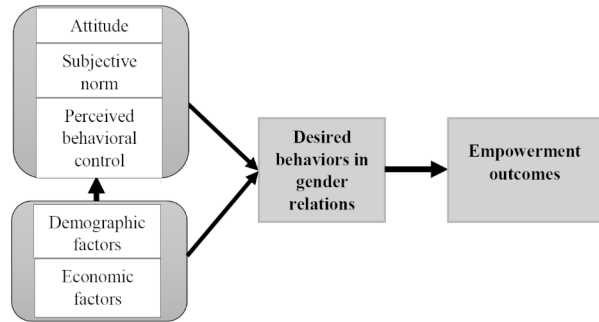 Attitude
Subjective
norm
Perceived
behavioral
control
Demographic
factors
Economic
factors
Desired
behaviors in
gender
relations
Empowerment
outcomes